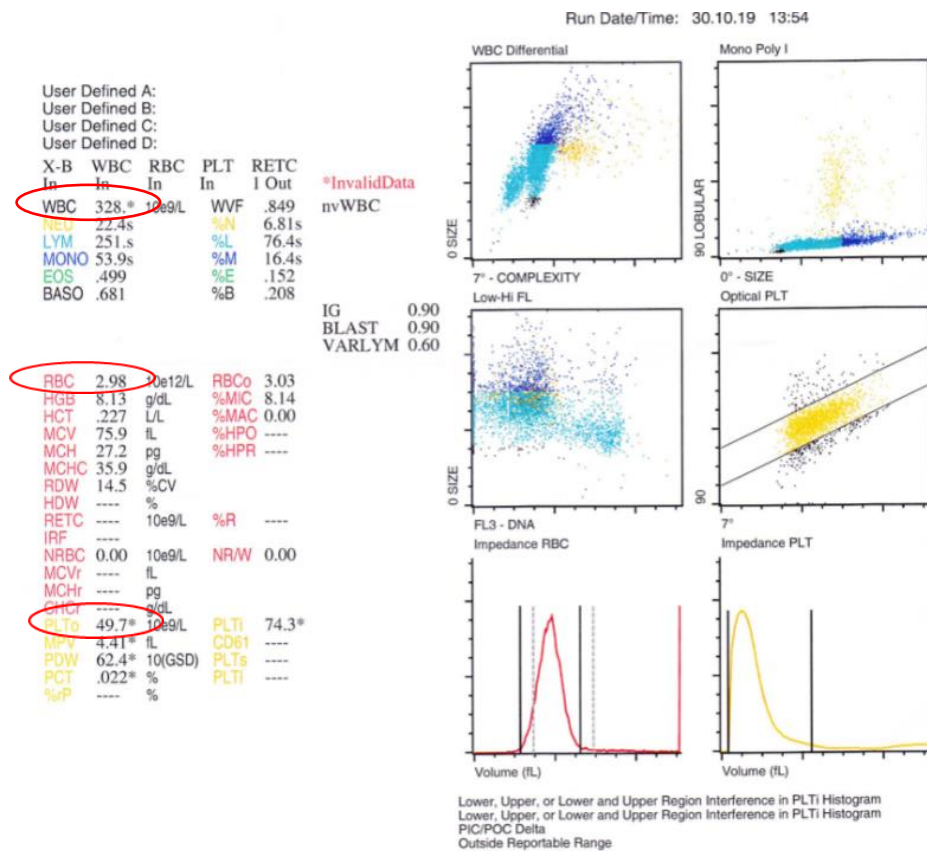 Run Date/Time: 30.10.19 13:54
User Defined A:
User Defined B:
User Defined C:
User Defined D:
X-B WBC RBC PLT RETC
In In In In 1 Out *InvalidData
WBC 328.* 10e9/L WVF .849 nvWBC
NEU 22.4s %N 6.81s
LYM 251.s %L 76.4s
MONO 53.9s %M 16.4s
EOS .499 %E .152
BASO .681 %B .208
IG 0.90
BLAST 0.90
VARLYM 0.60
RBC 2.98 10e12/L RBCo 3.03
HGB 8.13 g/dL %MIC 8.14
HCT .227 L/L %MAC 0.00
MCV 75.9 fL %HPO ----
MCH 27.2 pg %HPR ----
MCHC 35.9 g/dL
RDW 14.5 %CV
HDW ---- %
RETC ---- 10e9/L %R ----
IRF ----
NRBC 0.00 10e9/L NR/W 0.00
MCVr ---- fL
MCHr ---- pg
CHCr ---- g/dL
PLTo 49.7* 10e9/L PLTi 74.3*
MPV 4.41* fL CD61 ----
PDW 62.4* 10(GSD) PLTs ----
PCT .022* % PLTl ----
%rP ---- %
WBC Differential
0 SIZE
7° - COMPLEXITY
Mono Poly I
90 LOBULAR
0° - SIZE
Low-Hi FL
0 SIZE
FL3 - DNA
Optical PLT
90
7°
Impedance RBC
Volume (fL)
Impedance PLT
Volume (fL)
Lower, Upper, or Lower and Upper Region Interference in PLTi Histogram
Lower, Upper, or Lower and Upper Region Interference in PLTi Histogram
PIC/POC Delta
Outside Reportable Range